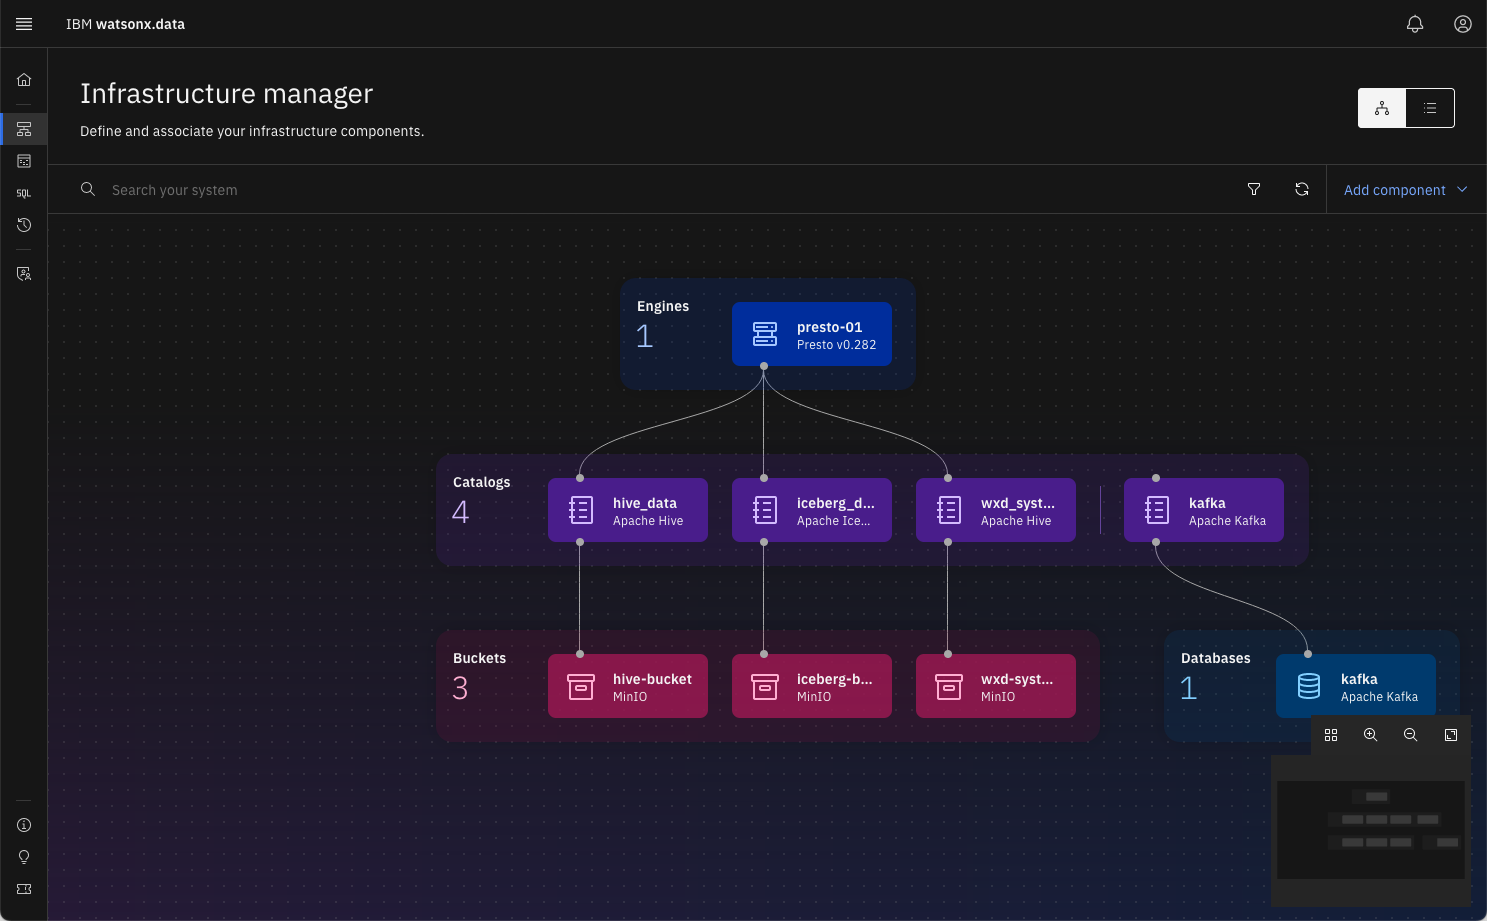 IBM watsonx.data
Infrastructure manager
Define and associate your infrastructure components.
Search your system
Add component
SQL
Engines
1
presto-01
Presto v0.282
Catalogs
4
hive_data
Apache Hive
iceberg_d...
Apache Ice...
wxd_syst...
Apache Hive
kafka
Apache Kafka
Buckets
3
hive-bucket
MinIO
iceberg-b...
MinIO
wxd-syst...
MinIO
Databases
1
kafka
Apache Kafka